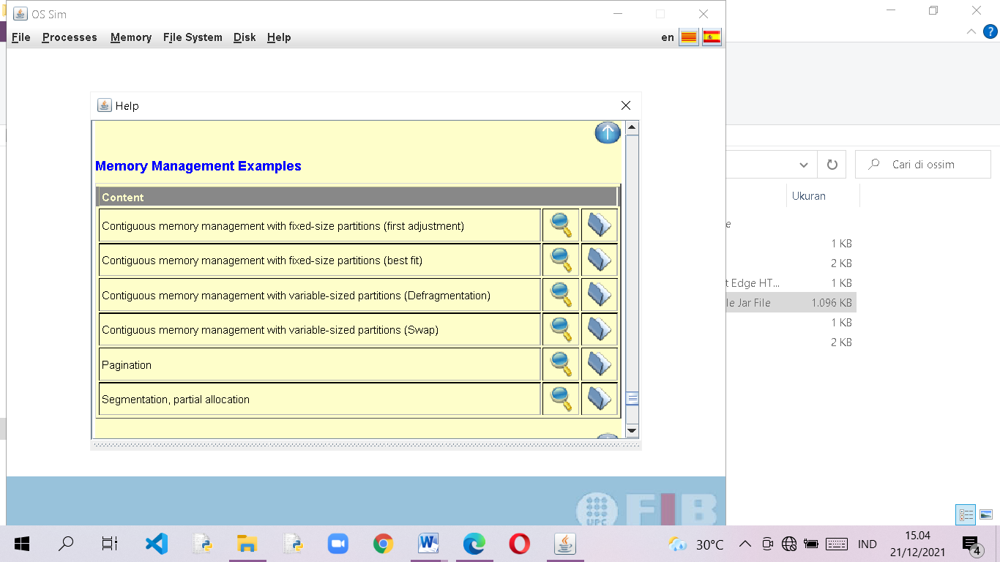 OS Sim
File Processes Memory File System Disk Help en
Help
Memory Management Examples
Content
Contiguous memory management with fixed-size partitions (first adjustment)
Contiguous memory management with fixed-size partitions (best fit)
Contiguous memory management with variable-sized partitions (Defragmentation)
Contiguous memory management with variable-sized partitions (Swap)
Pagination
Segmentation, partial allocation
UPC FIB
Cari di ossim
Ukuran
e
1 KB
2 KB
t Edge HT... 1 KB
le Jar File 1.096 KB
1 KB
2 KB
30°C
IND
15.04
21/12/2021
4